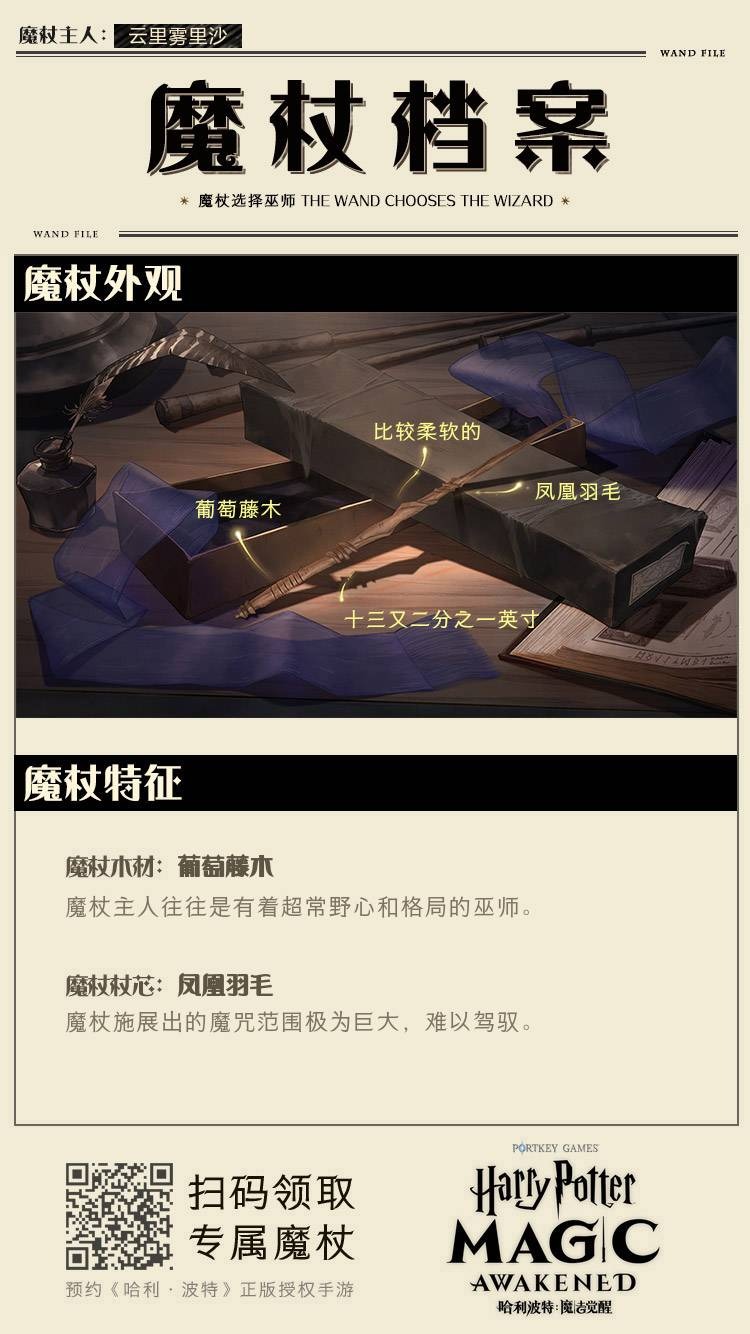 魔杖主人： 云里雾里沙
WAND FILE
魔杖档案
魔杖选择巫师 THE WAND CHOOSES THE WIZARD
WAND FILE
魔杖外观
比较柔软的
凤凰羽毛
葡萄藤木
十三又二分之一英寸
魔杖特征
魔杖木材：葡萄藤木
魔杖主人往往是有着超常野心和格局的巫师。
魔杖杖芯：凤凰羽毛
魔杖施展出的魔咒范围极为巨大，难以驾驭。
PORTKEY GAMES
扫码领取
专属魔杖
预约《哈利·波特》正版授权手游
Harry Potter
MAGIC
AWAKENED
哈利波特:魔法觉醒